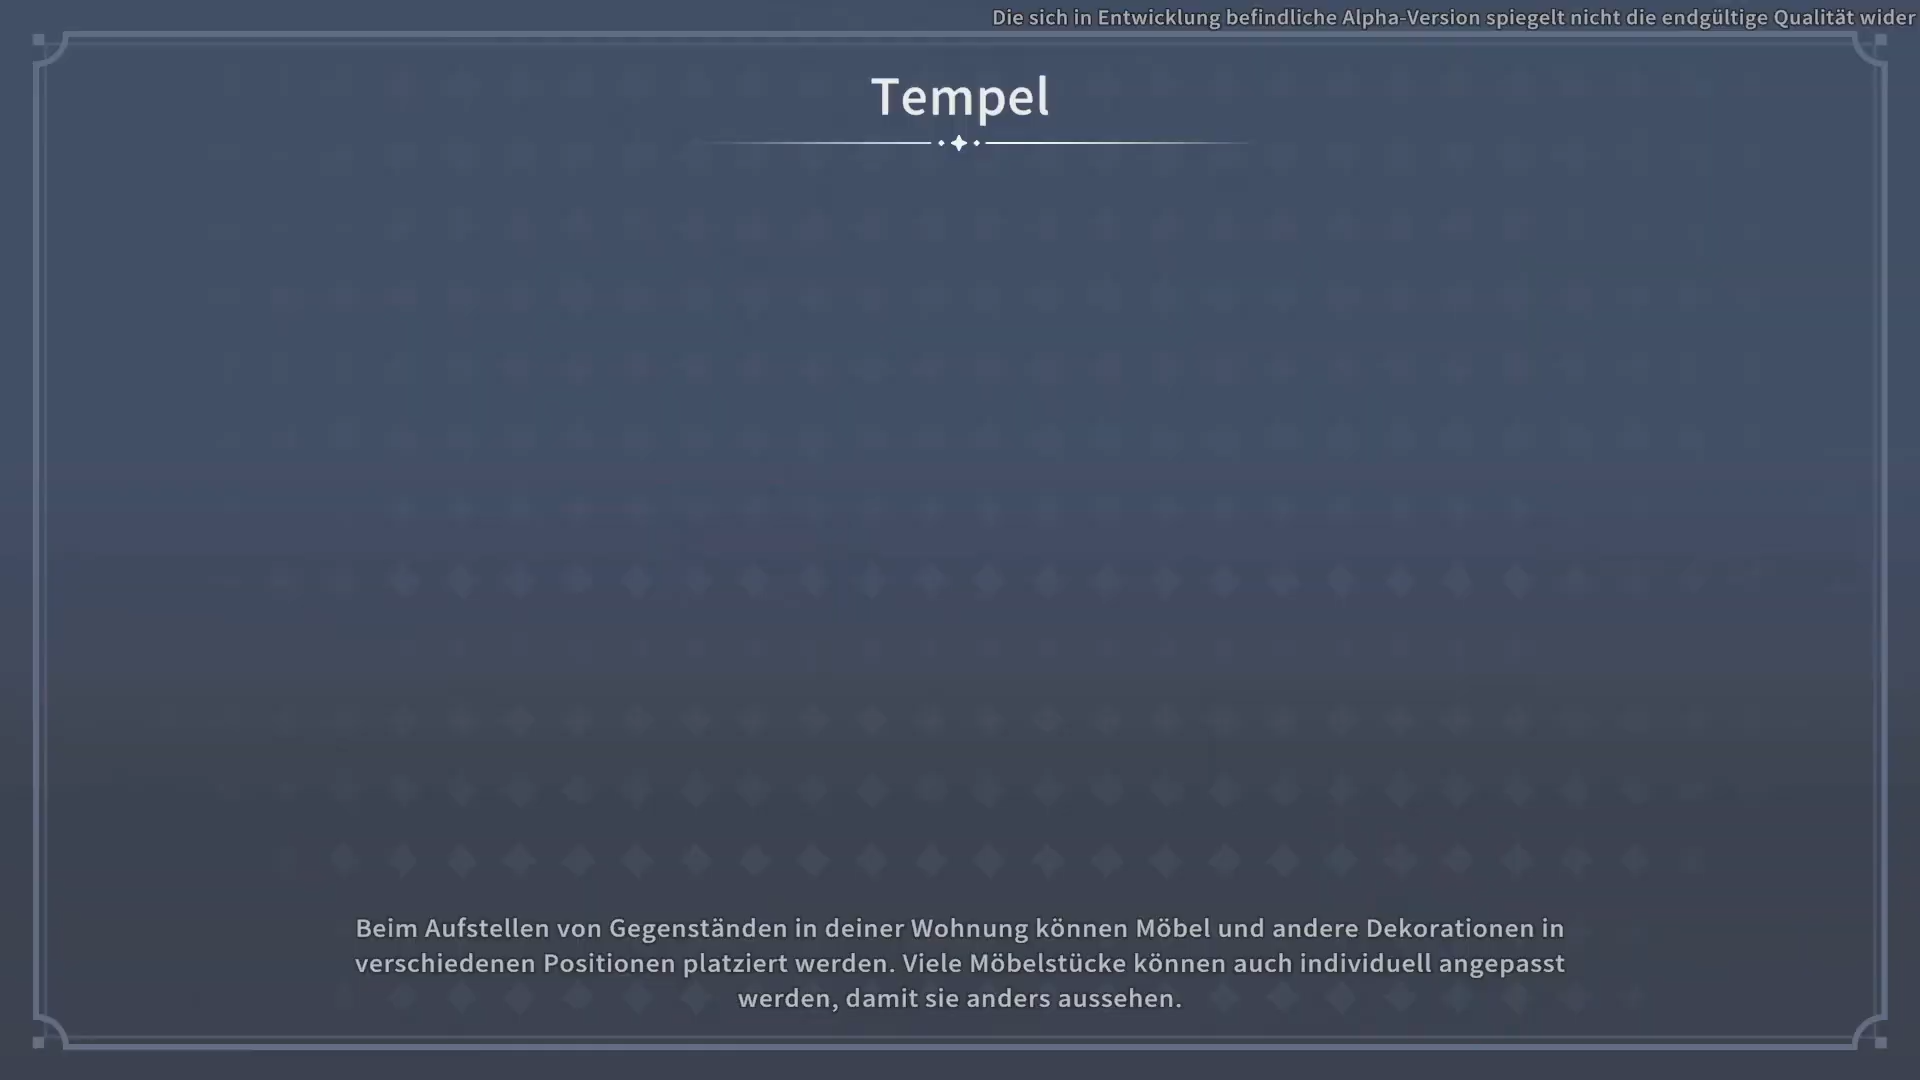 Die sich in Entwicklung befindliche Alpha-Version spiegelt nicht die endgültige Qualität wider
Tempel
Beim Aufstellen von Gegenständen in deiner Wohnung können Möbel und andere Dekorationen in
verschiedenen Positionen platziert werden. Viele Möbelstücke können auch individuell angepasst
werden, damit sie anders aussehen.